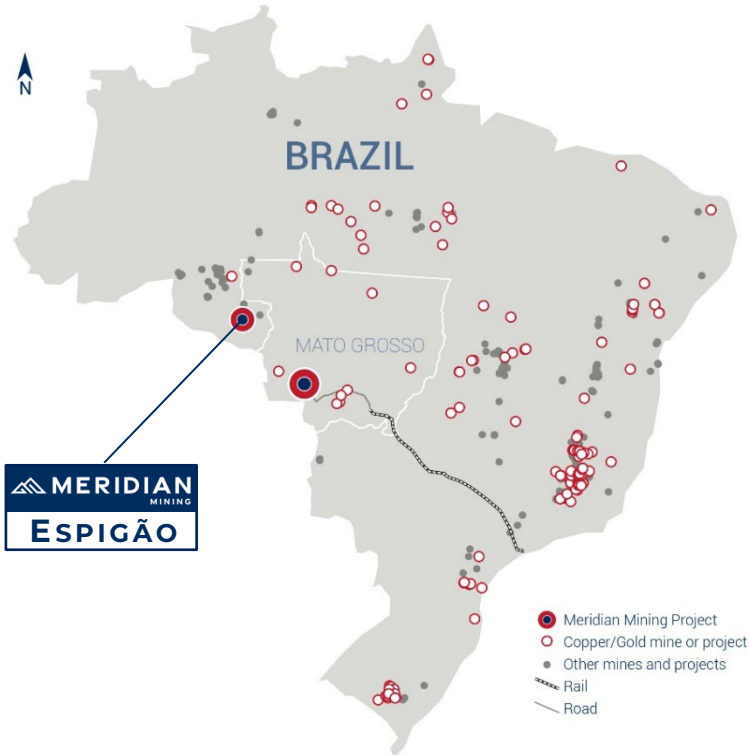 N
BRAZIL
MATO GROSSO
MERIDIAN
MINING
ESPIGÃO
Meridian Mining Project
Copper/Gold mine or project
Other mines and projects
Rail
Road